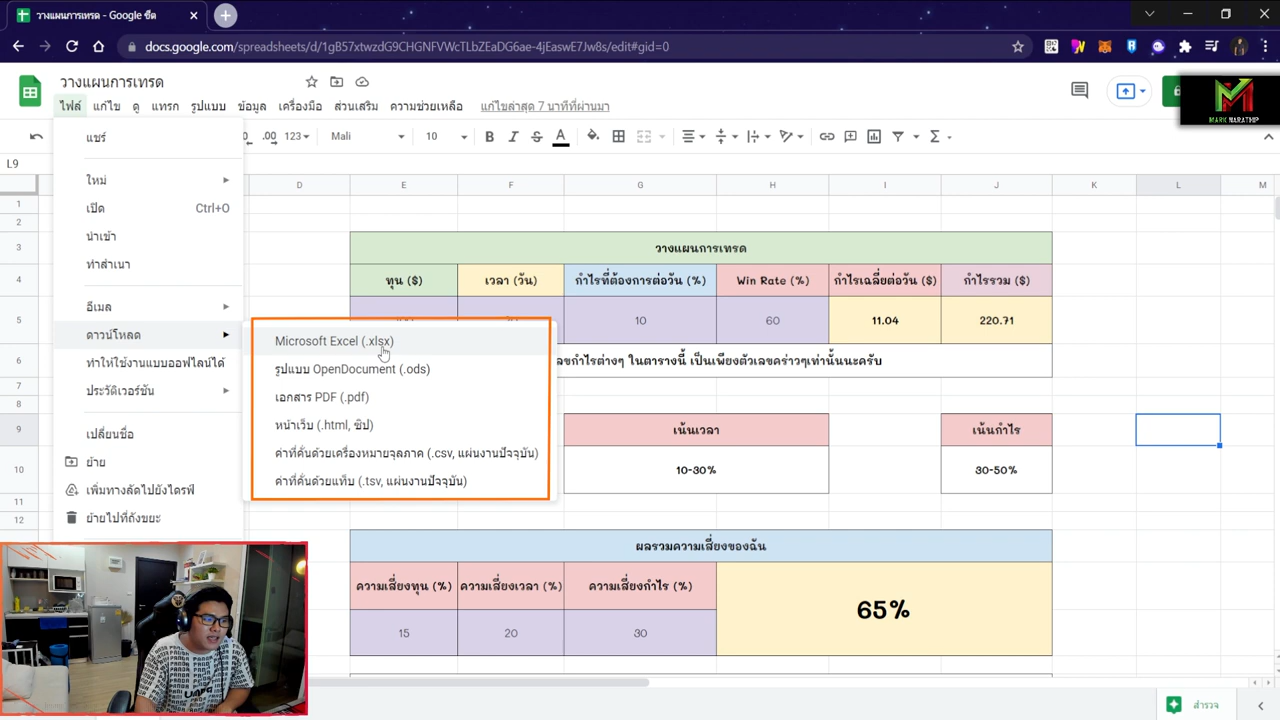 วางแผนการเทรด - Google ชีต
docs.google.com/spreadsheets/d/1gB57xtwzdG9CHGNFVWcTLbZEaDG6ae-4jEaswE7Jw8s/edit#gid=0
วางแผนการเทรด
ไฟล์ แก้ไข ดู แทรก รูปแบบ ข้อมูล เครื่องมือ ส่วนเสริม ความช่วยเหลือ แก้ไขล่าสุด 7 นาทีที่ผ่านมา
MARK NARATHIP
.00 123 Mali 10
L9
D E F G H I J K L M
แชร์
ใหม่
เปิด Ctrl+O
นำเข้า
ทำสำเนา
อีเมล
ดาวน์โหลด
ทำให้ใช้งานแบบออฟไลน์ได้
ประวัติเวอร์ชัน
เปลี่ยนชื่อ
ย้าย
เพิ่มทางลัดไปยังไดรฟ์
ย้ายไปที่ถังขยะ
Microsoft Excel (.xlsx)
รูปแบบ OpenDocument (.ods)
เอกสาร PDF (.pdf)
หน้าเว็บ (.html, ซิป)
ค่าที่คั่นด้วยเครื่องหมายจุลภาค (.csv, แผ่นงานปัจจุบัน)
ค่าที่คั่นด้วยแท็บ (.tsv, แผ่นงานปัจจุบัน)
1
2
3 วางแผนการเทรด
4 ทุน ($) เวลา (วัน) กำไรที่ต้องการต่อวัน (%) Win Rate (%) กำไรเฉลี่ยต่อวัน ($) กำไรรวม ($)
5 10 60 11.04 220.71
6 ลขกำไรต่างๆ ในตารางนี้ เป็นเพียงตัวเลขคร่าวๆเท่านั้นนะครับ
7
8
9 เน้นเวลา เน้นกำไร
10 10-30% 30-50%
11
12
ผลรวมความเสี่ยงของฉัน
ความเสี่ยงทุน (%) ความเสี่ยงเวลา (%) ความเสี่ยงกำไร (%) 65%
15 20 30
สำรวจ